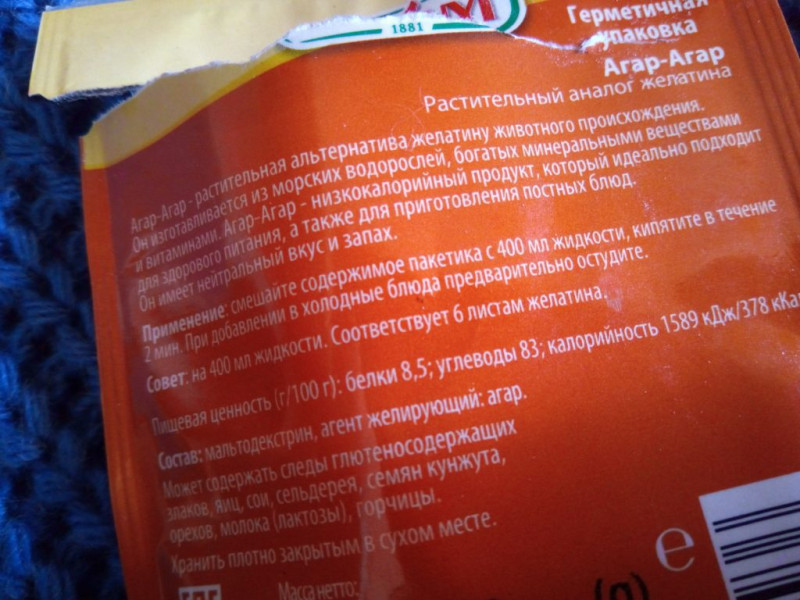 1881
Герметичная
упаковка
Агар-Агар
Растительный аналог желатина
Агар-Агар - растительная альтернатива желатину животного происхождения.
Он изготавливается из морских водорослей, богатых минеральными веществами
и витаминами. Агар-Агар - низкокалорийный продукт, который идеально подходит
для здорового питания, а также для приготовления постных блюд.
Он имеет нейтральный вкус и запах.
Применение: смешайте содержимое пакетика с 400 мл жидкости, кипятите в течение
2 мин. При добавлении в холодные блюда предварительно остудите.
Совет: на 400 мл жидкости. Соответствует 6 листам желатина.
Пищевая ценность (г/100 г): белки 8,5; углеводы 83; калорийность 1589 кДж/378 кКал
Состав: мальтодекстрин, агент желирующий: агар.
Может содержать следы глютеносодержащих
злаков, яиц, сои, сельдерея, семян кунжута,
орехов, молока (лактозы), горчицы.
Хранить плотно закрытым в сухом месте.
e
Масса нетто:
(g)